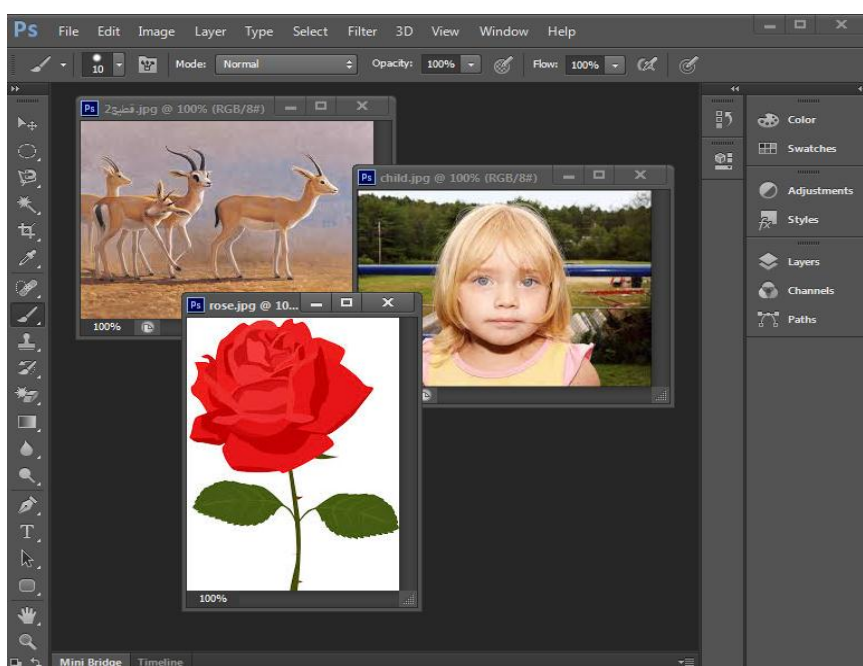 Ps File Edit Image Layer Type Select Filter 3D View Window Help
10 Mode: Normal Opacity: 100% Flow: 100%
2قطيع.jpg @ 100% (RGB/8#)
child.jpg @ 100% (RGB/8#)
rose.jpg @ 10...
100%
100%
Color
Swatches
Adjustments
Styles
Layers
Channels
Paths
Mini Bridge Timeline